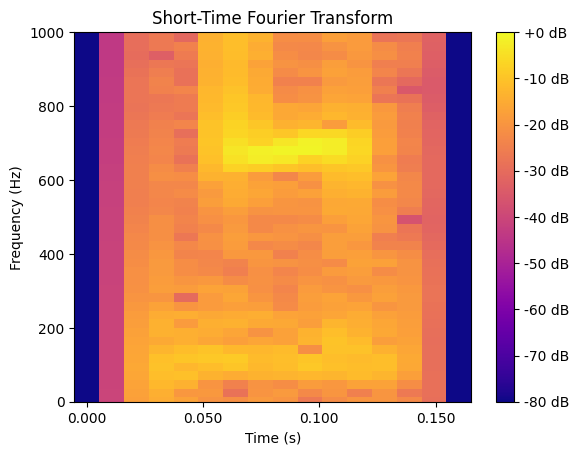 Short-Time Fourier Transform
1000
800
600
400
200
0
Frequency (Hz)
0.000
0.050
0.100
0.150
Time (s)
+0 dB
-10 dB
-20 dB
-30 dB
-40 dB
-50 dB
-60 dB
-70 dB
-80 dB